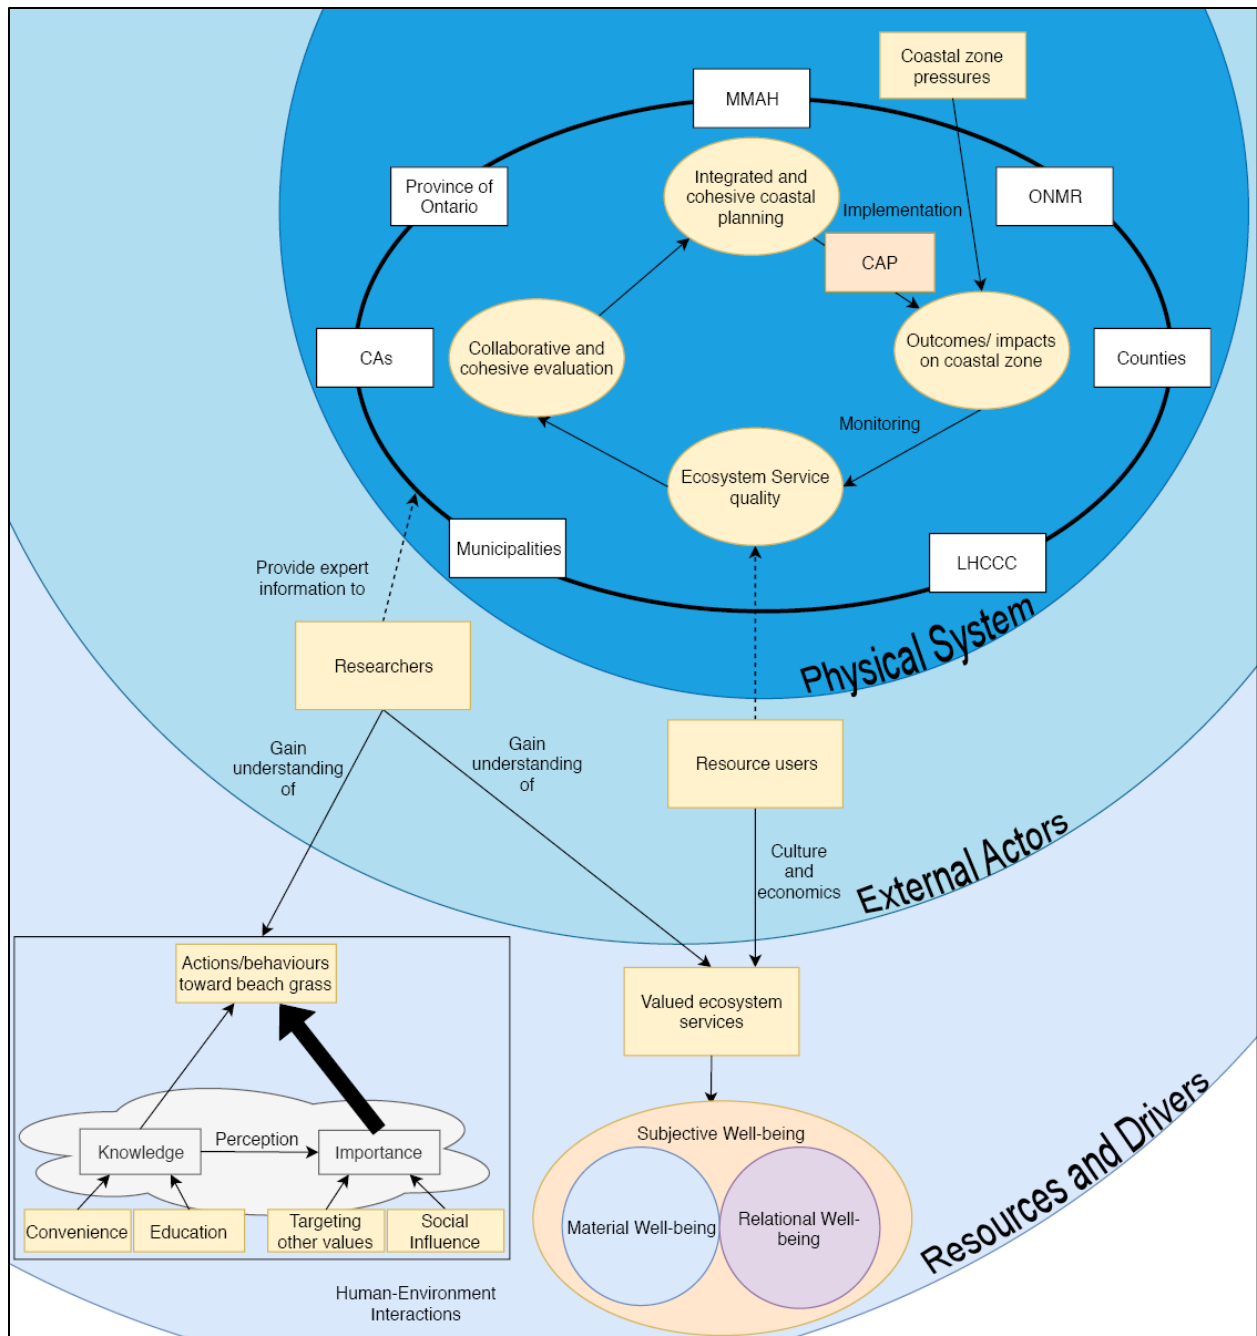 Coastal zone
pressures
MMAH
Province of
Ontario
Integrated and
cohesive coastal
planning
ONMR
Implementation
CAP
CAs
Collaborative and
cohesive evaluation
Outcomes/ impacts
on coastal zone
Counties
Monitoring
Ecosystem Service
quality
Municipalities
LHCCC
Provide expert
information to
Physical System
Researchers
Gain
understanding
of
Gain
understanding
of
Resource users
Culture
and
economics
External Actors
Actions/behaviours
toward beach grass
Valued ecosystem
services
Knowledge
Perception
Importance
Convenience
Education
Targeting
other values
Social
Influence
Subjective Well-being
Material Well-being
Relational Well-
being
Resources and Drivers
Human-Environment
Interactions